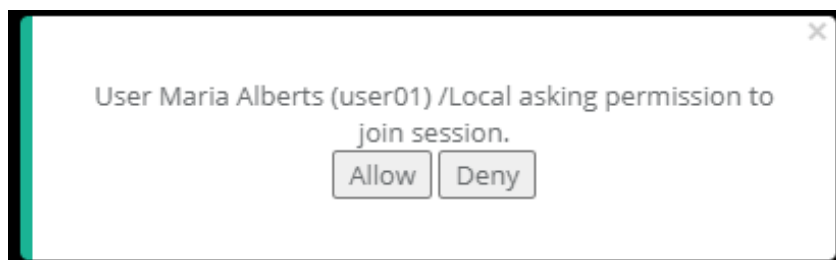 ×
User Maria Alberts (user01) /Local asking permission to
join session.
Allow Deny